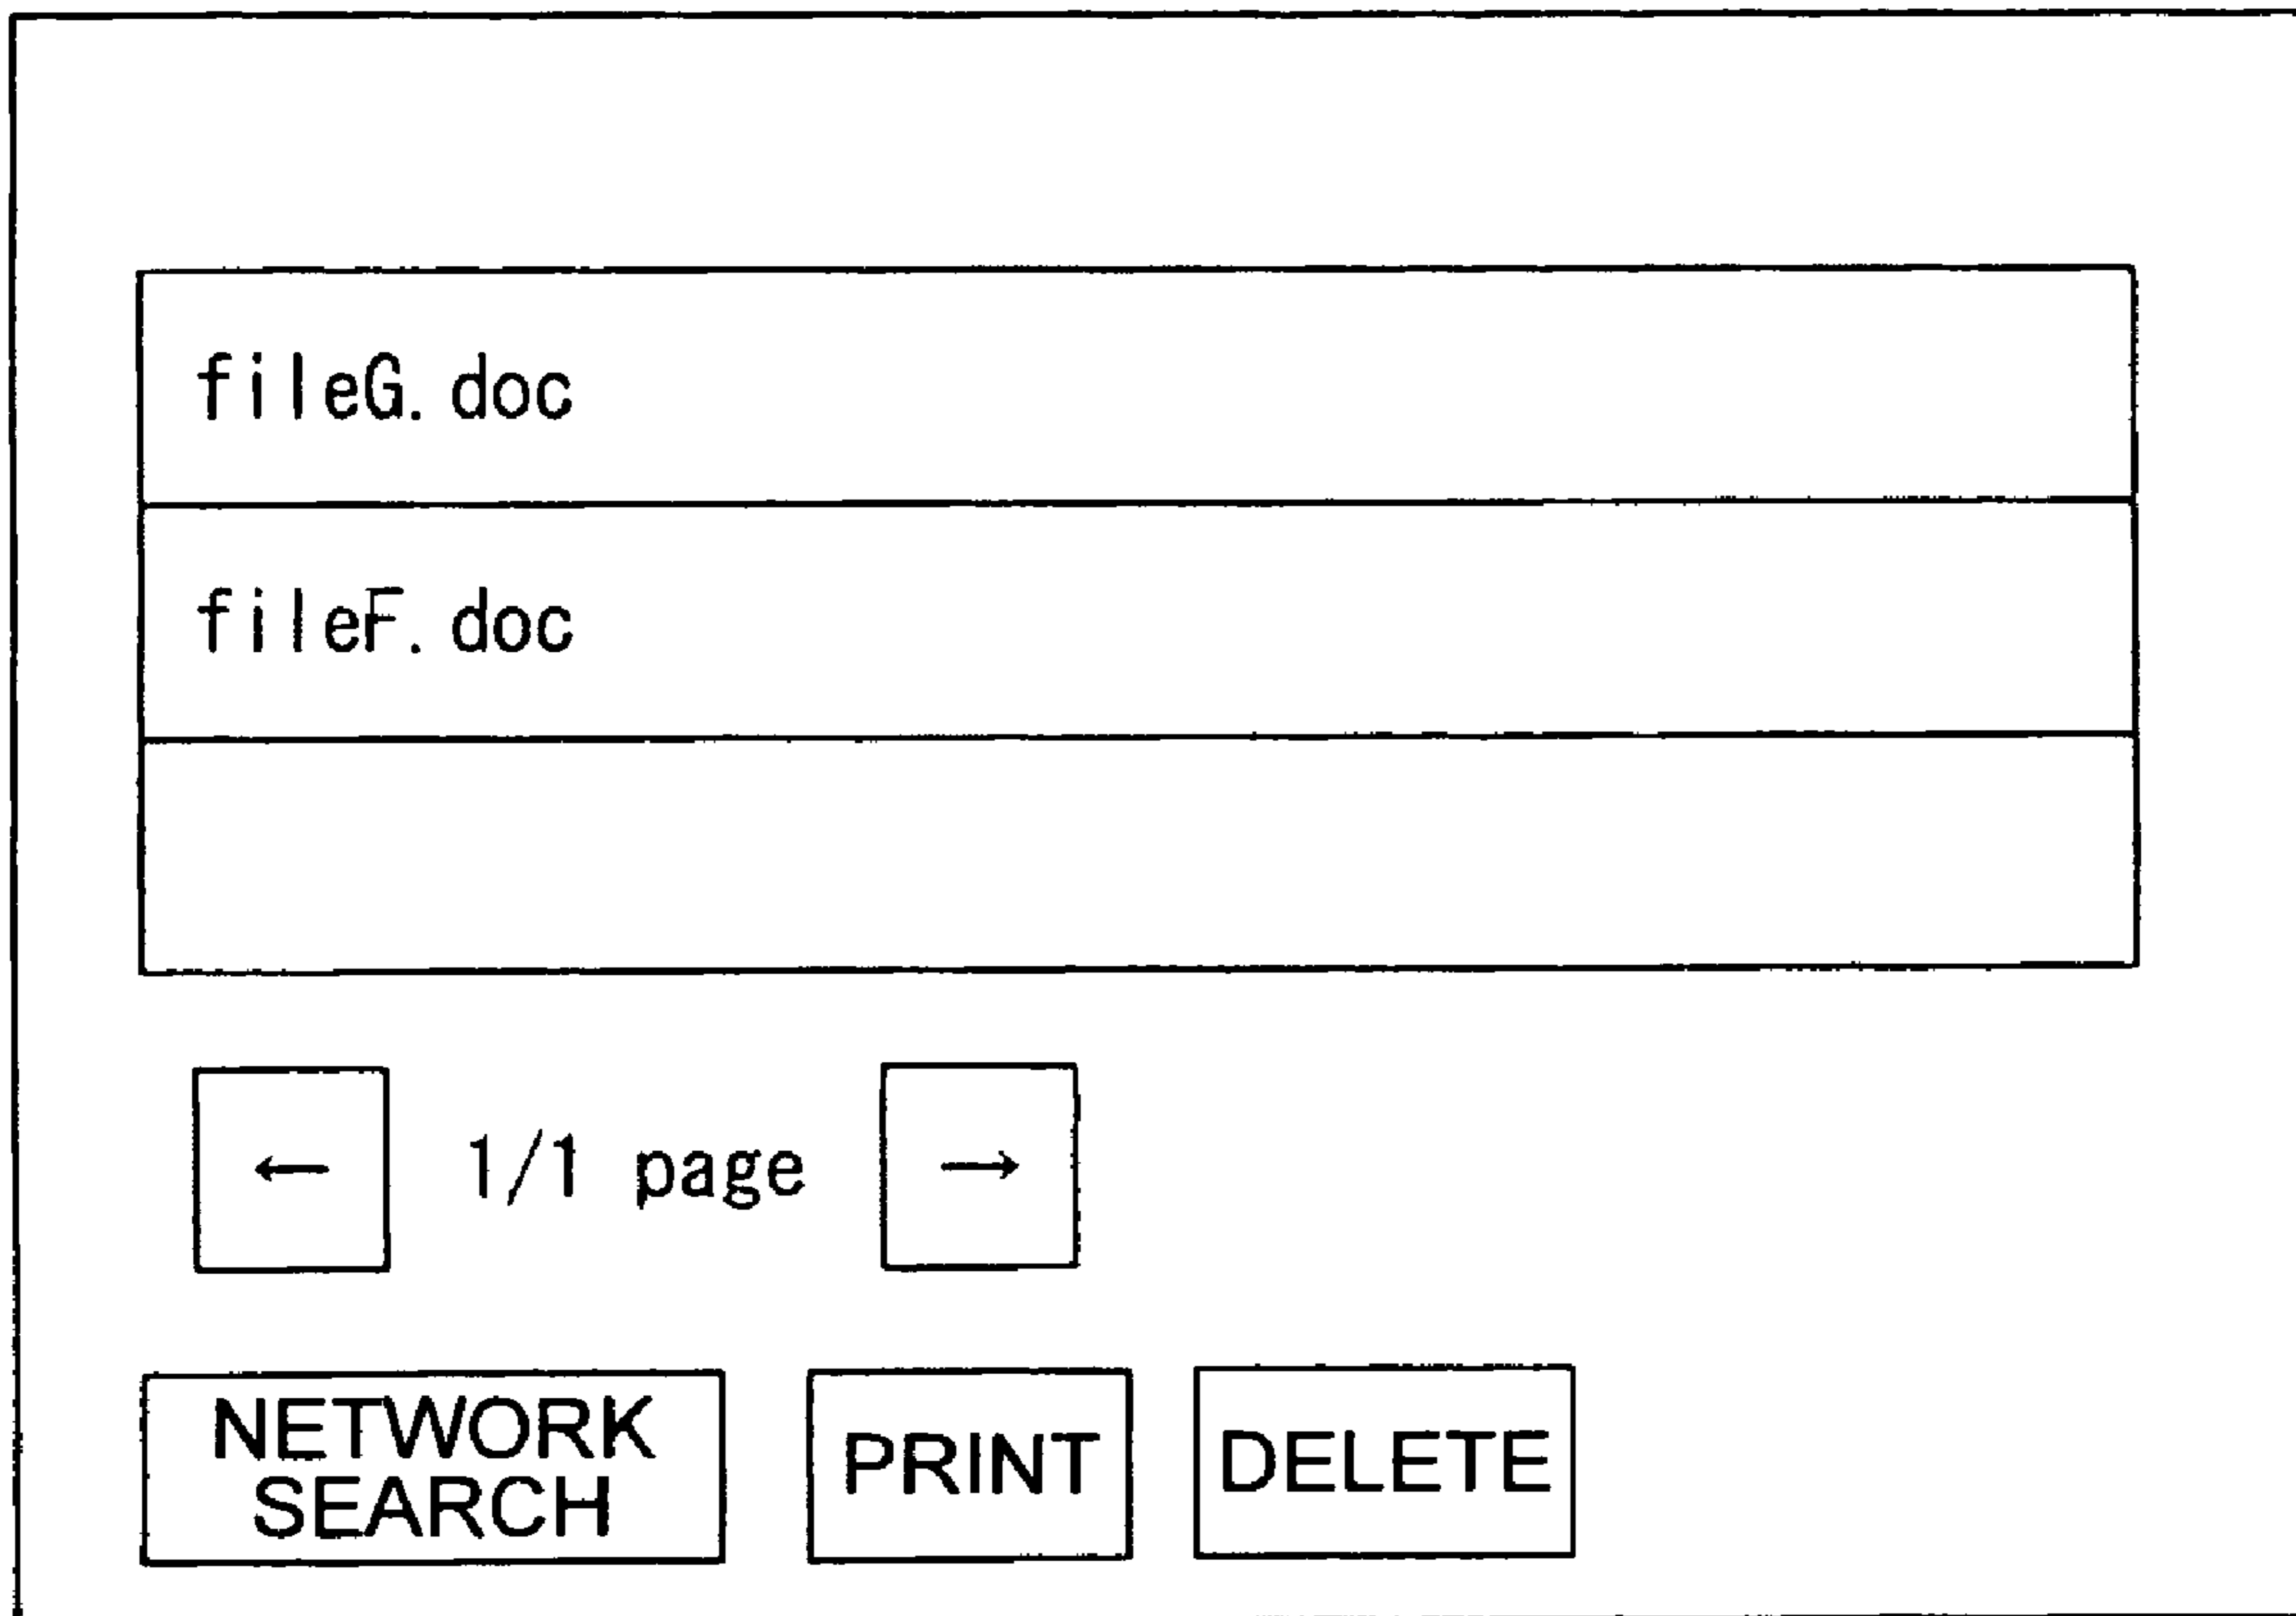 fileG.doc
fileF.doc
← 1/1 page →
NETWORK
SEARCH
PRINT
DELETE